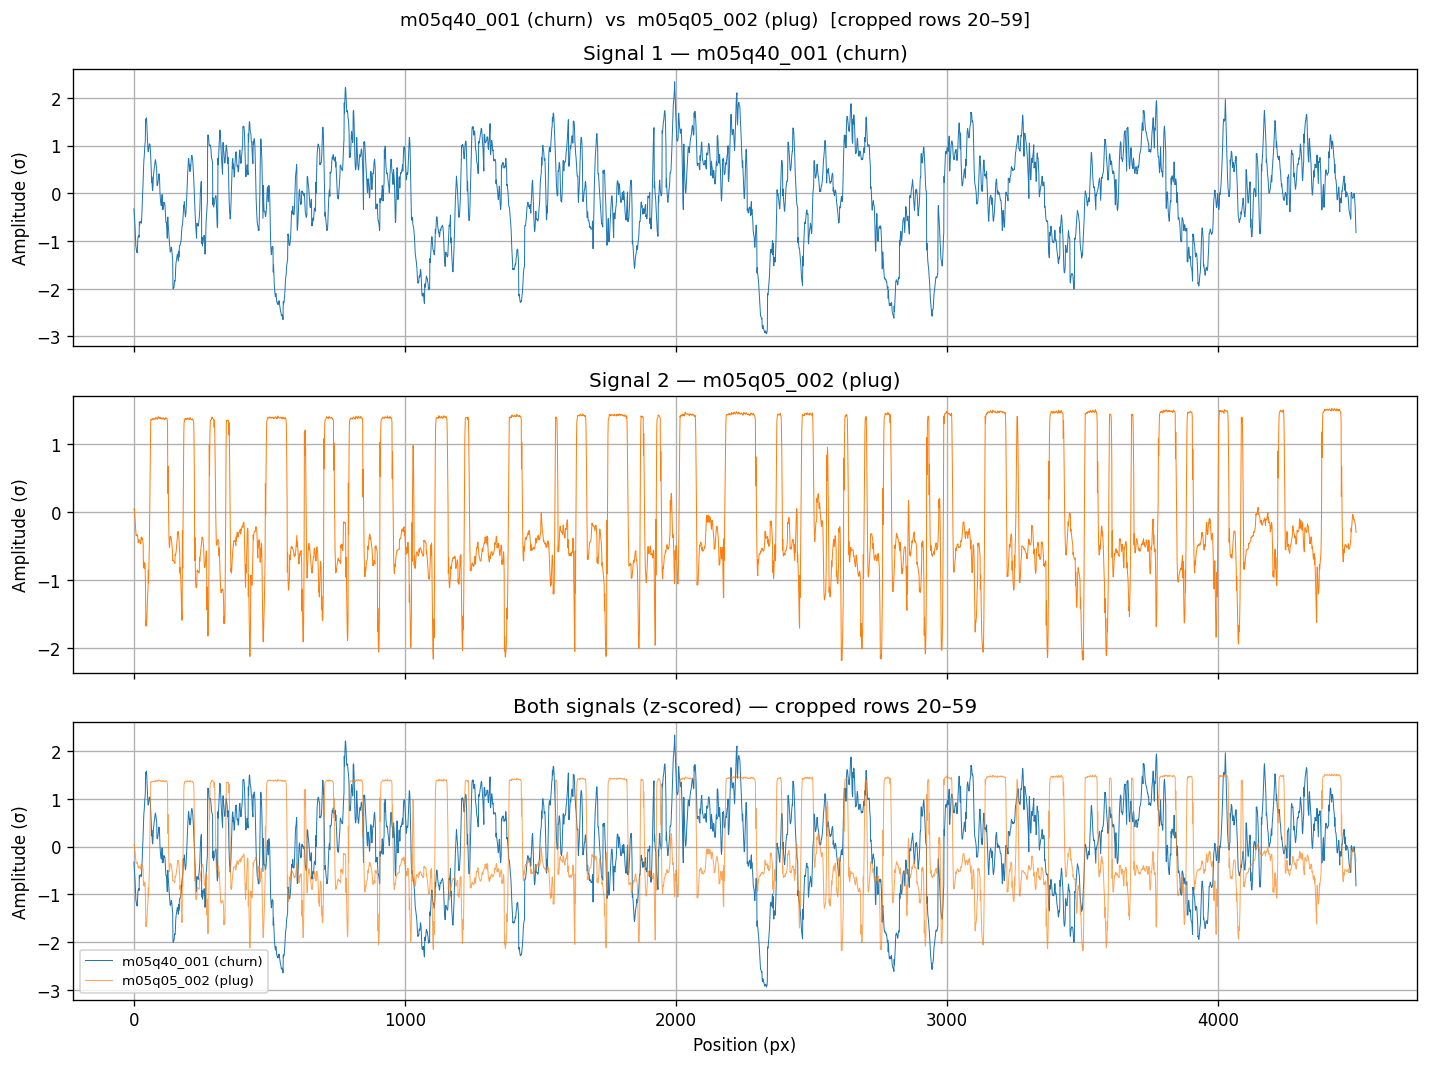 m05q40_001 (churn)  vs  m05q05_002 (plug)  [cropped rows 20–59]
Signal 1 — m05q40_001 (churn)
2
1
0
−1
−2
−3
Amplitude (σ)
Signal 2 — m05q05_002 (plug)
1
0
−1
−2
Amplitude (σ)
Both signals (z-scored) — cropped rows 20–59
2
1
0
−1
−2
−3
Amplitude (σ)
m05q40_001 (churn)
m05q05_002 (plug)
0 1000 2000 3000 4000
Position (px)